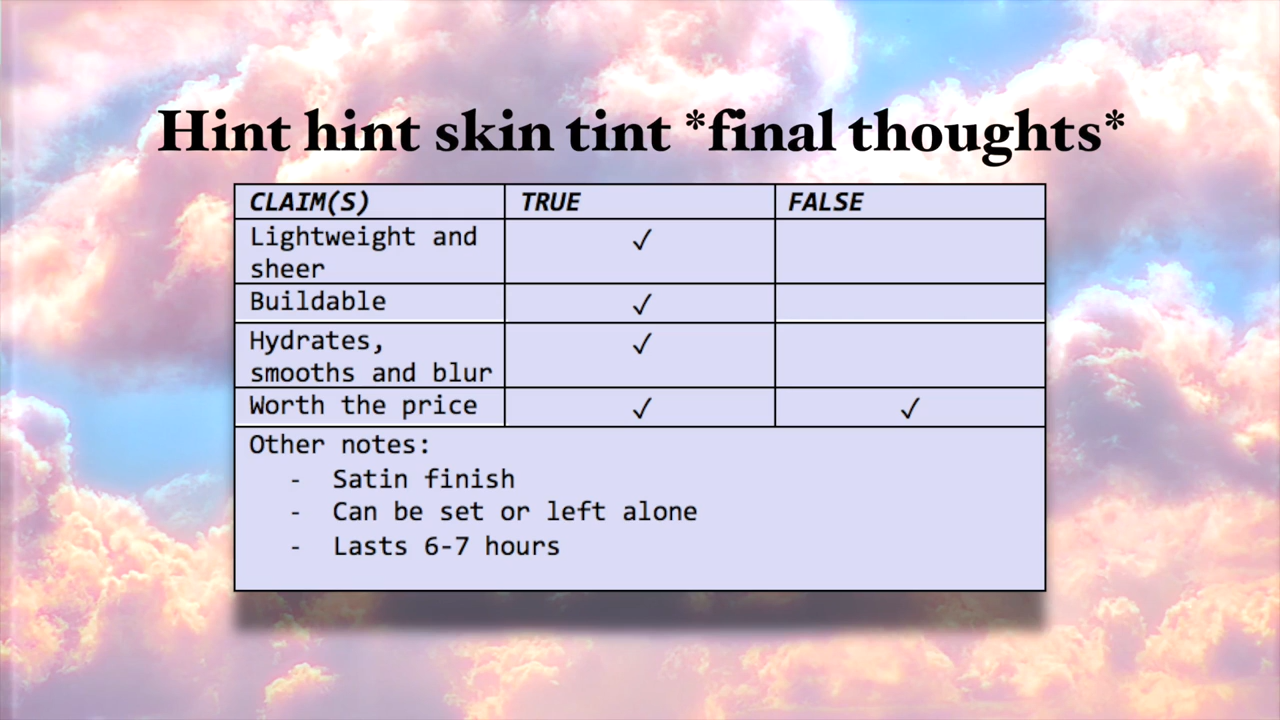 Hint hint skin tint *final thoughts*
CLAIM(S) TRUE FALSE
Lightweight and ✓
sheer
Buildable ✓
Hydrates, ✓
smooths and blur
Worth the price ✓ ✓
Other notes:
- Satin finish
- Can be set or left alone
- Lasts 6-7 hours